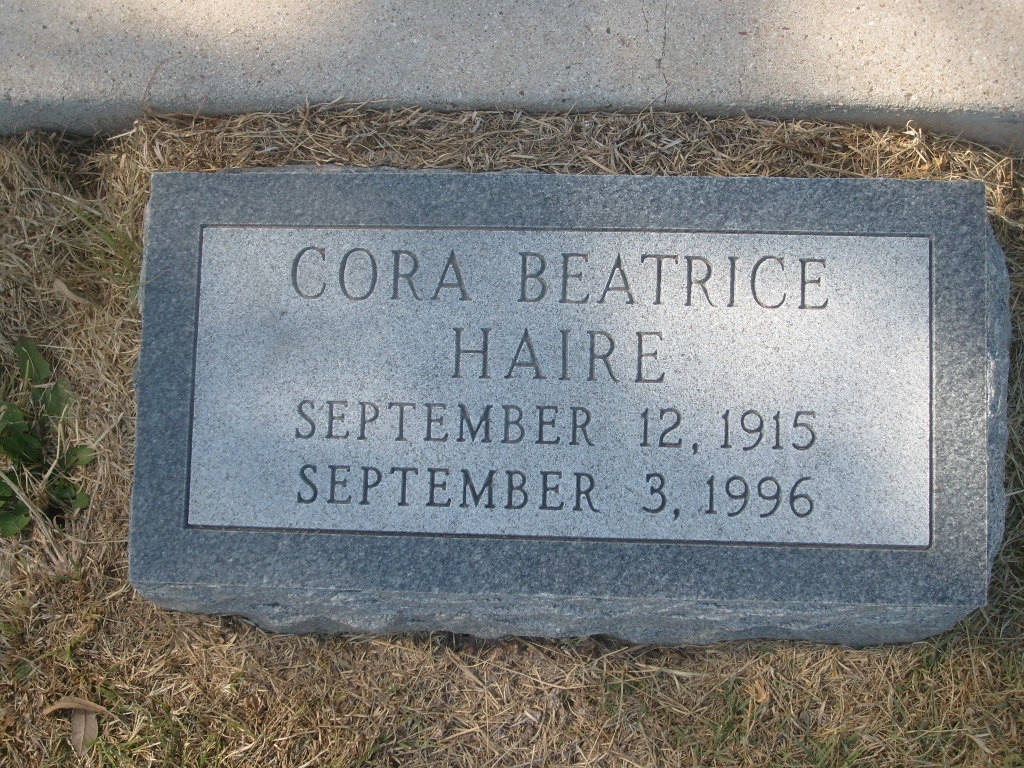 CORA BEATRICE
HAIRE
SEPTEMBER 12, 1915
SEPTEMBER 3, 1996